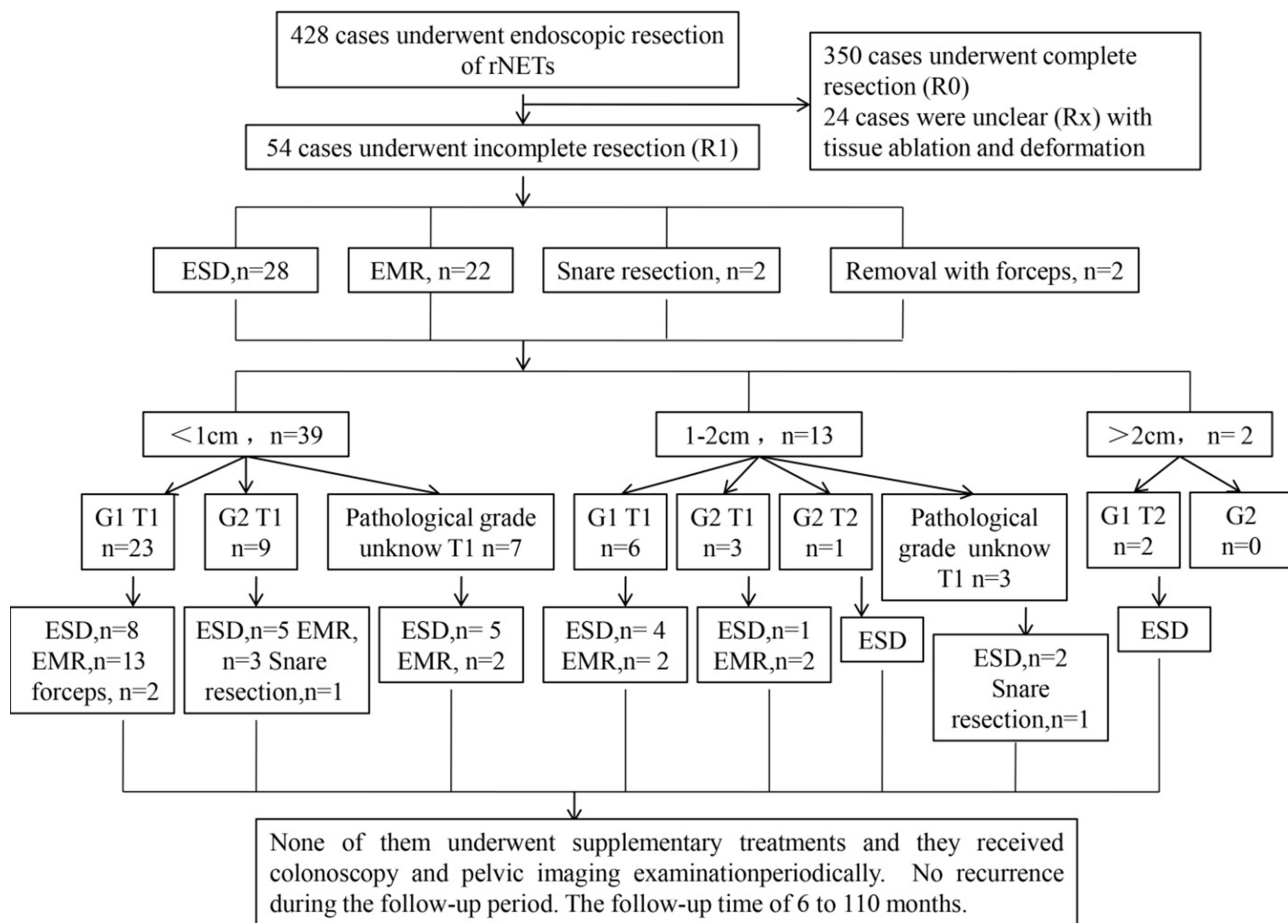 428 cases underwent endoscopic resection
of rNETs
350 cases underwent complete
resection (R0)
24 cases were unclear (Rx) with
tissue ablation and deformation
54 cases underwent incomplete resection (R1)
ESD,n=28
EMR, n=22
Snare resection, n=2
Removal with forceps, n=2
＜1cm， n=39
1-2cm，n=13
＞2cm， n= 2
G1 T1
n=23
G2 T1
n=9
Pathological grade
unknow T1 n=7
G1 T1
n=6
G2 T1
n=3
G2 T2
n=1
Pathological
grade unknow
T1 n=3
G1 T2
n=2
G2
n=0
ESD,n=8
EMR,n=13
forceps, n=2
ESD,n=5 EMR,
n=3 Snare
resection,n=1
ESD,n= 5
EMR, n=2
ESD,n= 4
EMR,n= 2
ESD,n=1
EMR,n=2
ESD
ESD,n=2
Snare
resection,n=1
ESD
None of them underwent supplementary treatments and they received
colonoscopy and pelvic imaging examinationperiodically. No recurrence
during the follow-up period. The follow-up time of 6 to 110 months.